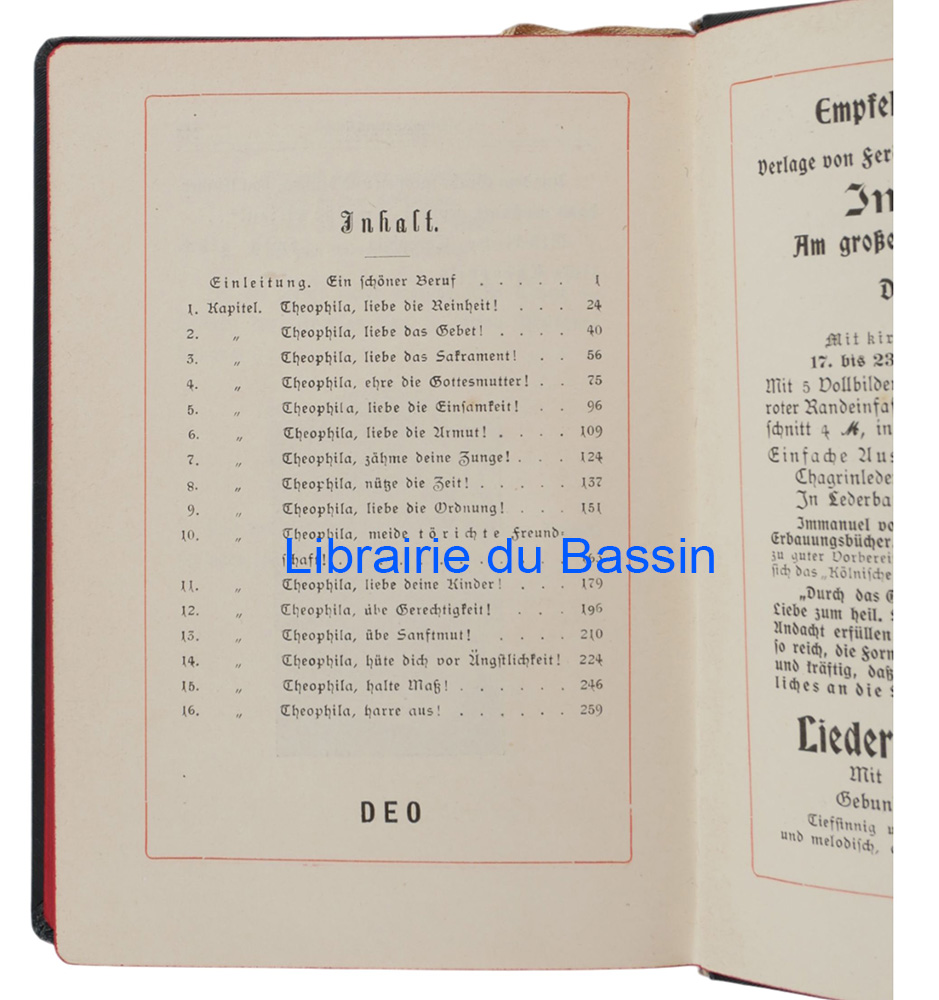 Inhalt.
Einleitung. Ein schöner Beruf . . . . . 1
1. Kapitel. Theophila, liebe die Reinheit! . . . 24
2. „ Theophila, liebe das Gebet! . . . . 40
3. „ Theophila, liebe das Sakrament! . . 56
4. „ Theophila, ehre die Gottesmutter! . . 75
5. „ Theophila, liebe die Einsamkeit! . . 96
6. „ Theophila, liebe die Armut! . . . . 109
7. „ Theophila, zähme deine Zunge! . . . 124
8. „ Theophila, nütze die Zeit! . . . . . 137
9. „ Theophila, liebe die Ordnung! . . . 151
10. „ Theophila, meide törichte Freund-
schaft! . . . . . . . . . 163
11. „ Theophila, liebe deine Kinder! . . . 179
12. „ Theophila, übe Gerechtigkeit! . . . 196
13. „ Theophila, übe Sanftmut! . . . . 210
14. „ Theophila, hüte dich vor Ängstlichkeit! 224
15. „ Theophila, halte Maß! . . . . . . 246
16. „ Theophila, harre aus! . . . . . . 259
DEO
Librairie du Bassin
Empfe
Verlage von Fer
Im
Am große
D
Mit kir
17. bis 23
Mit 5 Vollbilde
roter Randeinfa
schnitt 4 M, in
Einfache Aus
Chagrinlede
In Lederba
Immanuel vo
Erbauungsbücher.
zu guter Vorberei
sich das „Kölnische
„Durch das G
Liebe zum heil. S
Andacht erfüllen
so reich, die Form
und kräftig, daß
liches an die S
Lieder
Mit
Gebun
Tiefsinnig u
und melodisch,